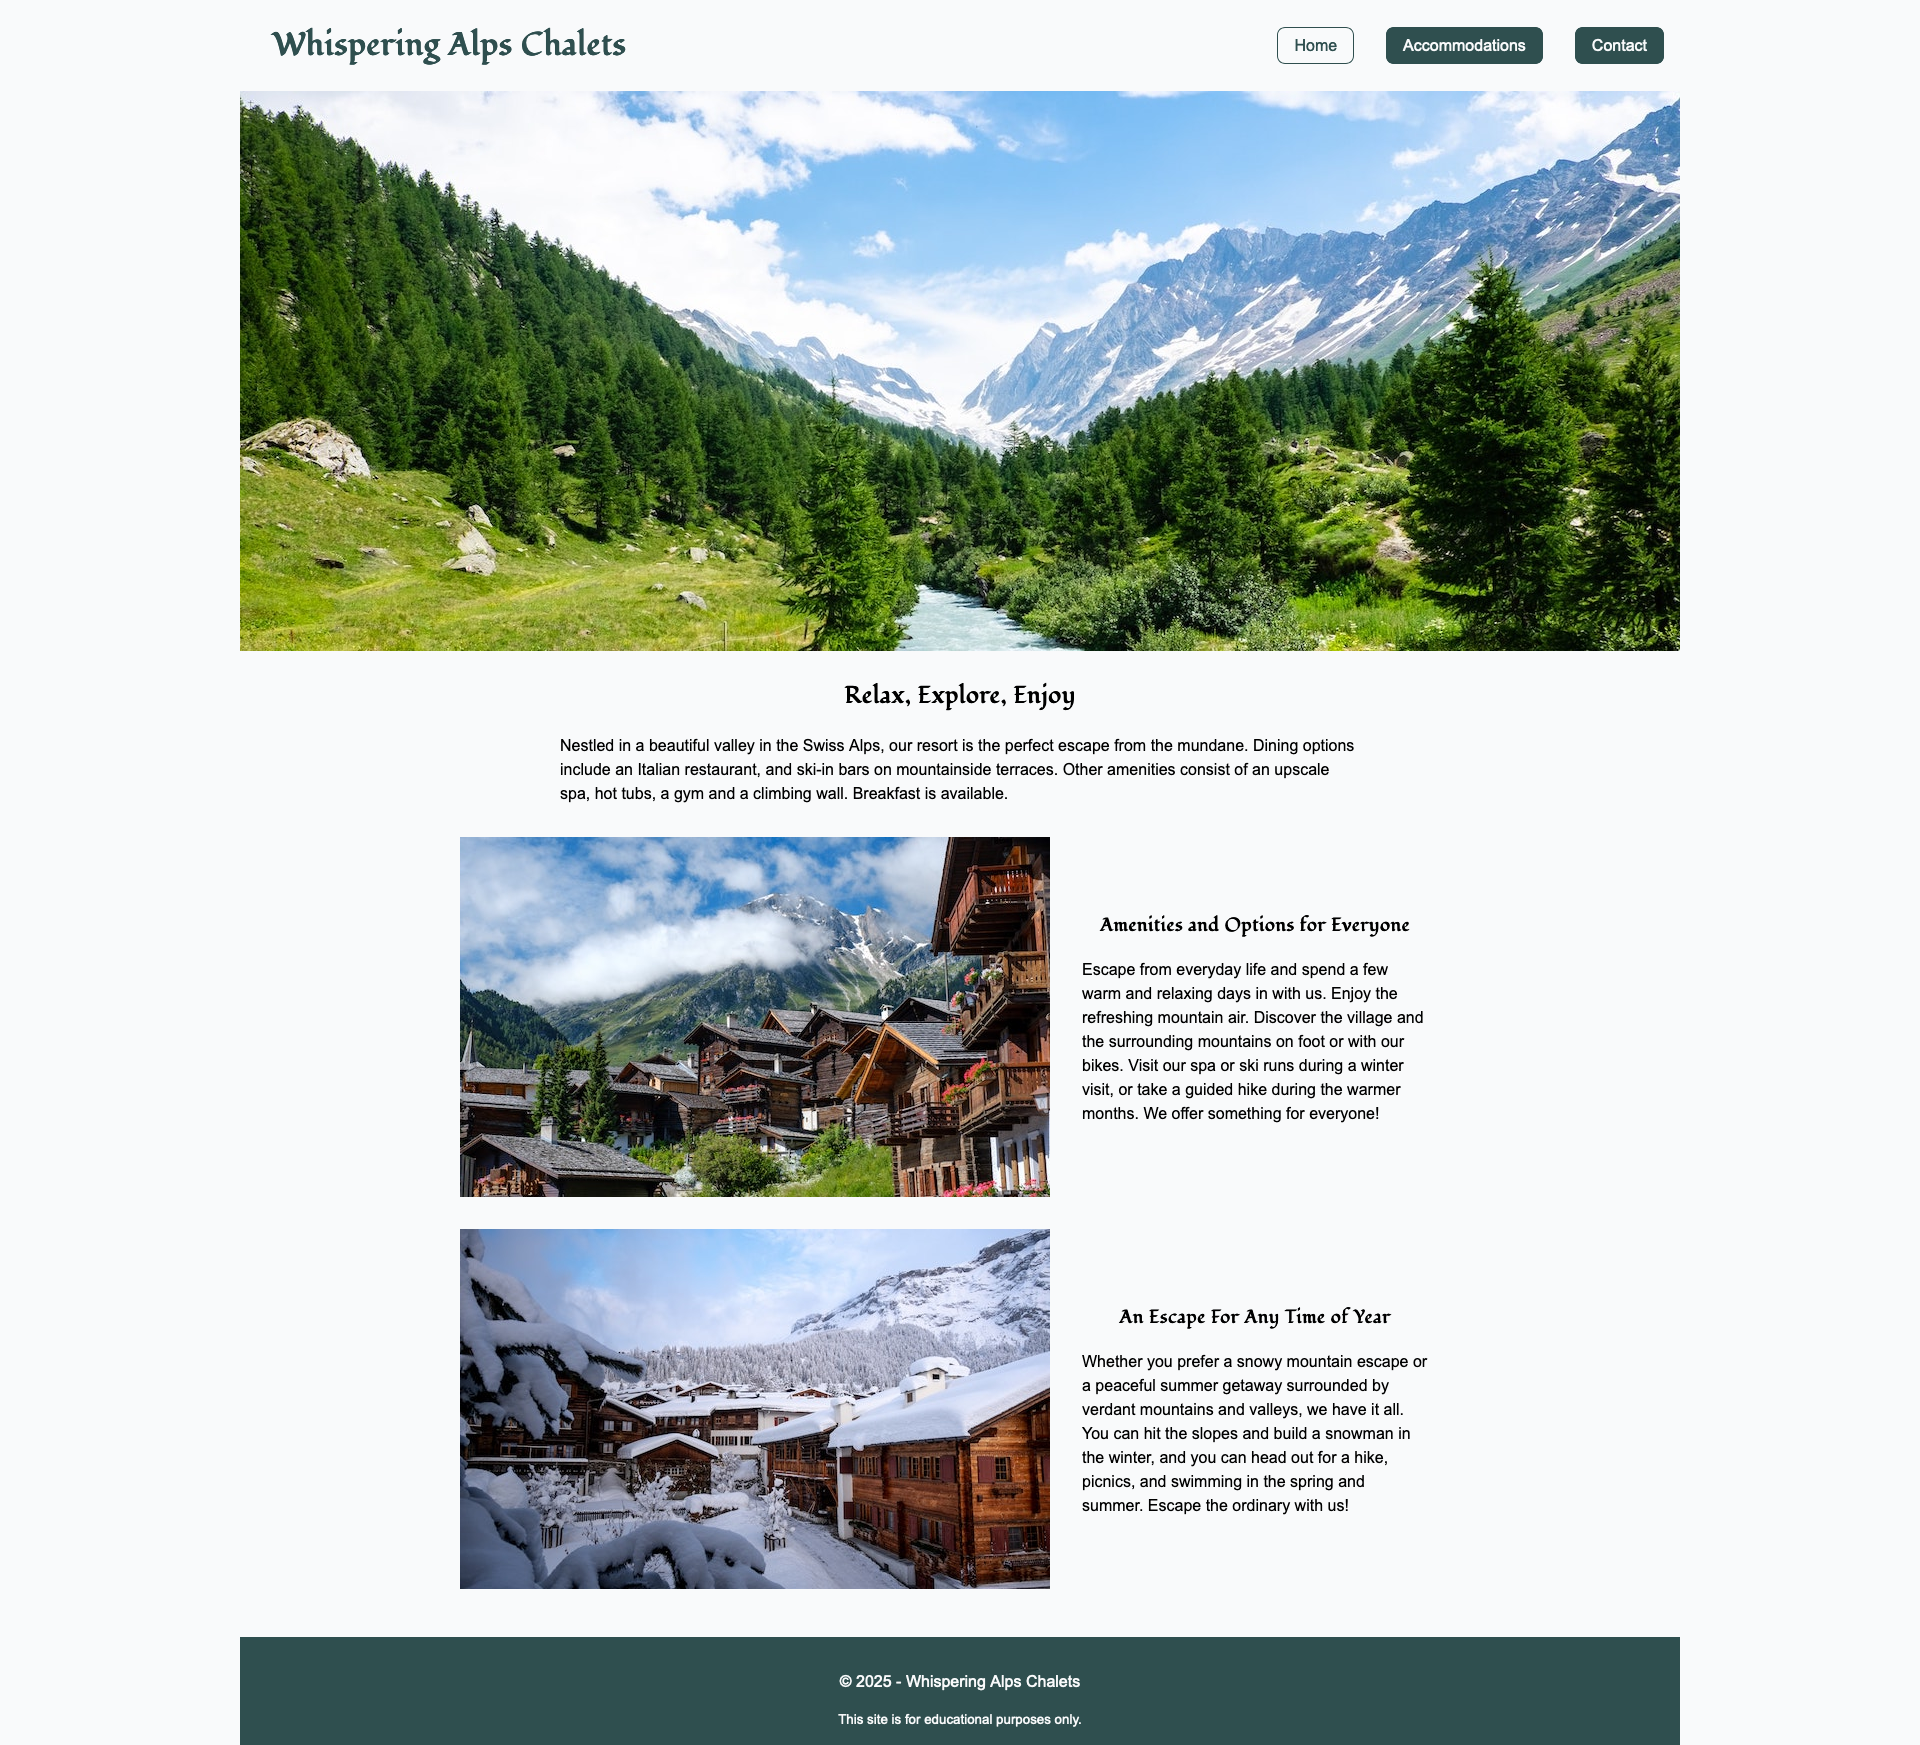 Whispering Alps Chalets
Home
Accommodations
Contact
Relax, Explore, Enjoy
Nestled in a beautiful valley in the Swiss Alps, our resort is the perfect escape from the mundane. Dining options
include an Italian restaurant, and ski-in bars on mountainside terraces. Other amenities consist of an upscale
spa, hot tubs, a gym and a climbing wall. Breakfast is available.
Amenities and Options for Everyone
Escape from everyday life and spend a few
warm and relaxing days in with us. Enjoy the
refreshing mountain air. Discover the village and
the surrounding mountains on foot or with our
bikes. Visit our spa or ski runs during a winter
visit, or take a guided hike during the warmer
months. We offer something for everyone!
An Escape For Any Time of Year
Whether you prefer a snowy mountain escape or
a peaceful summer getaway surrounded by
verdant mountains and valleys, we have it all.
You can hit the slopes and build a snowman in
the winter, and you can head out for a hike,
picnics, and swimming in the spring and
summer. Escape the ordinary with us!
© 2025 - Whispering Alps Chalets
This site is for educational purposes only.